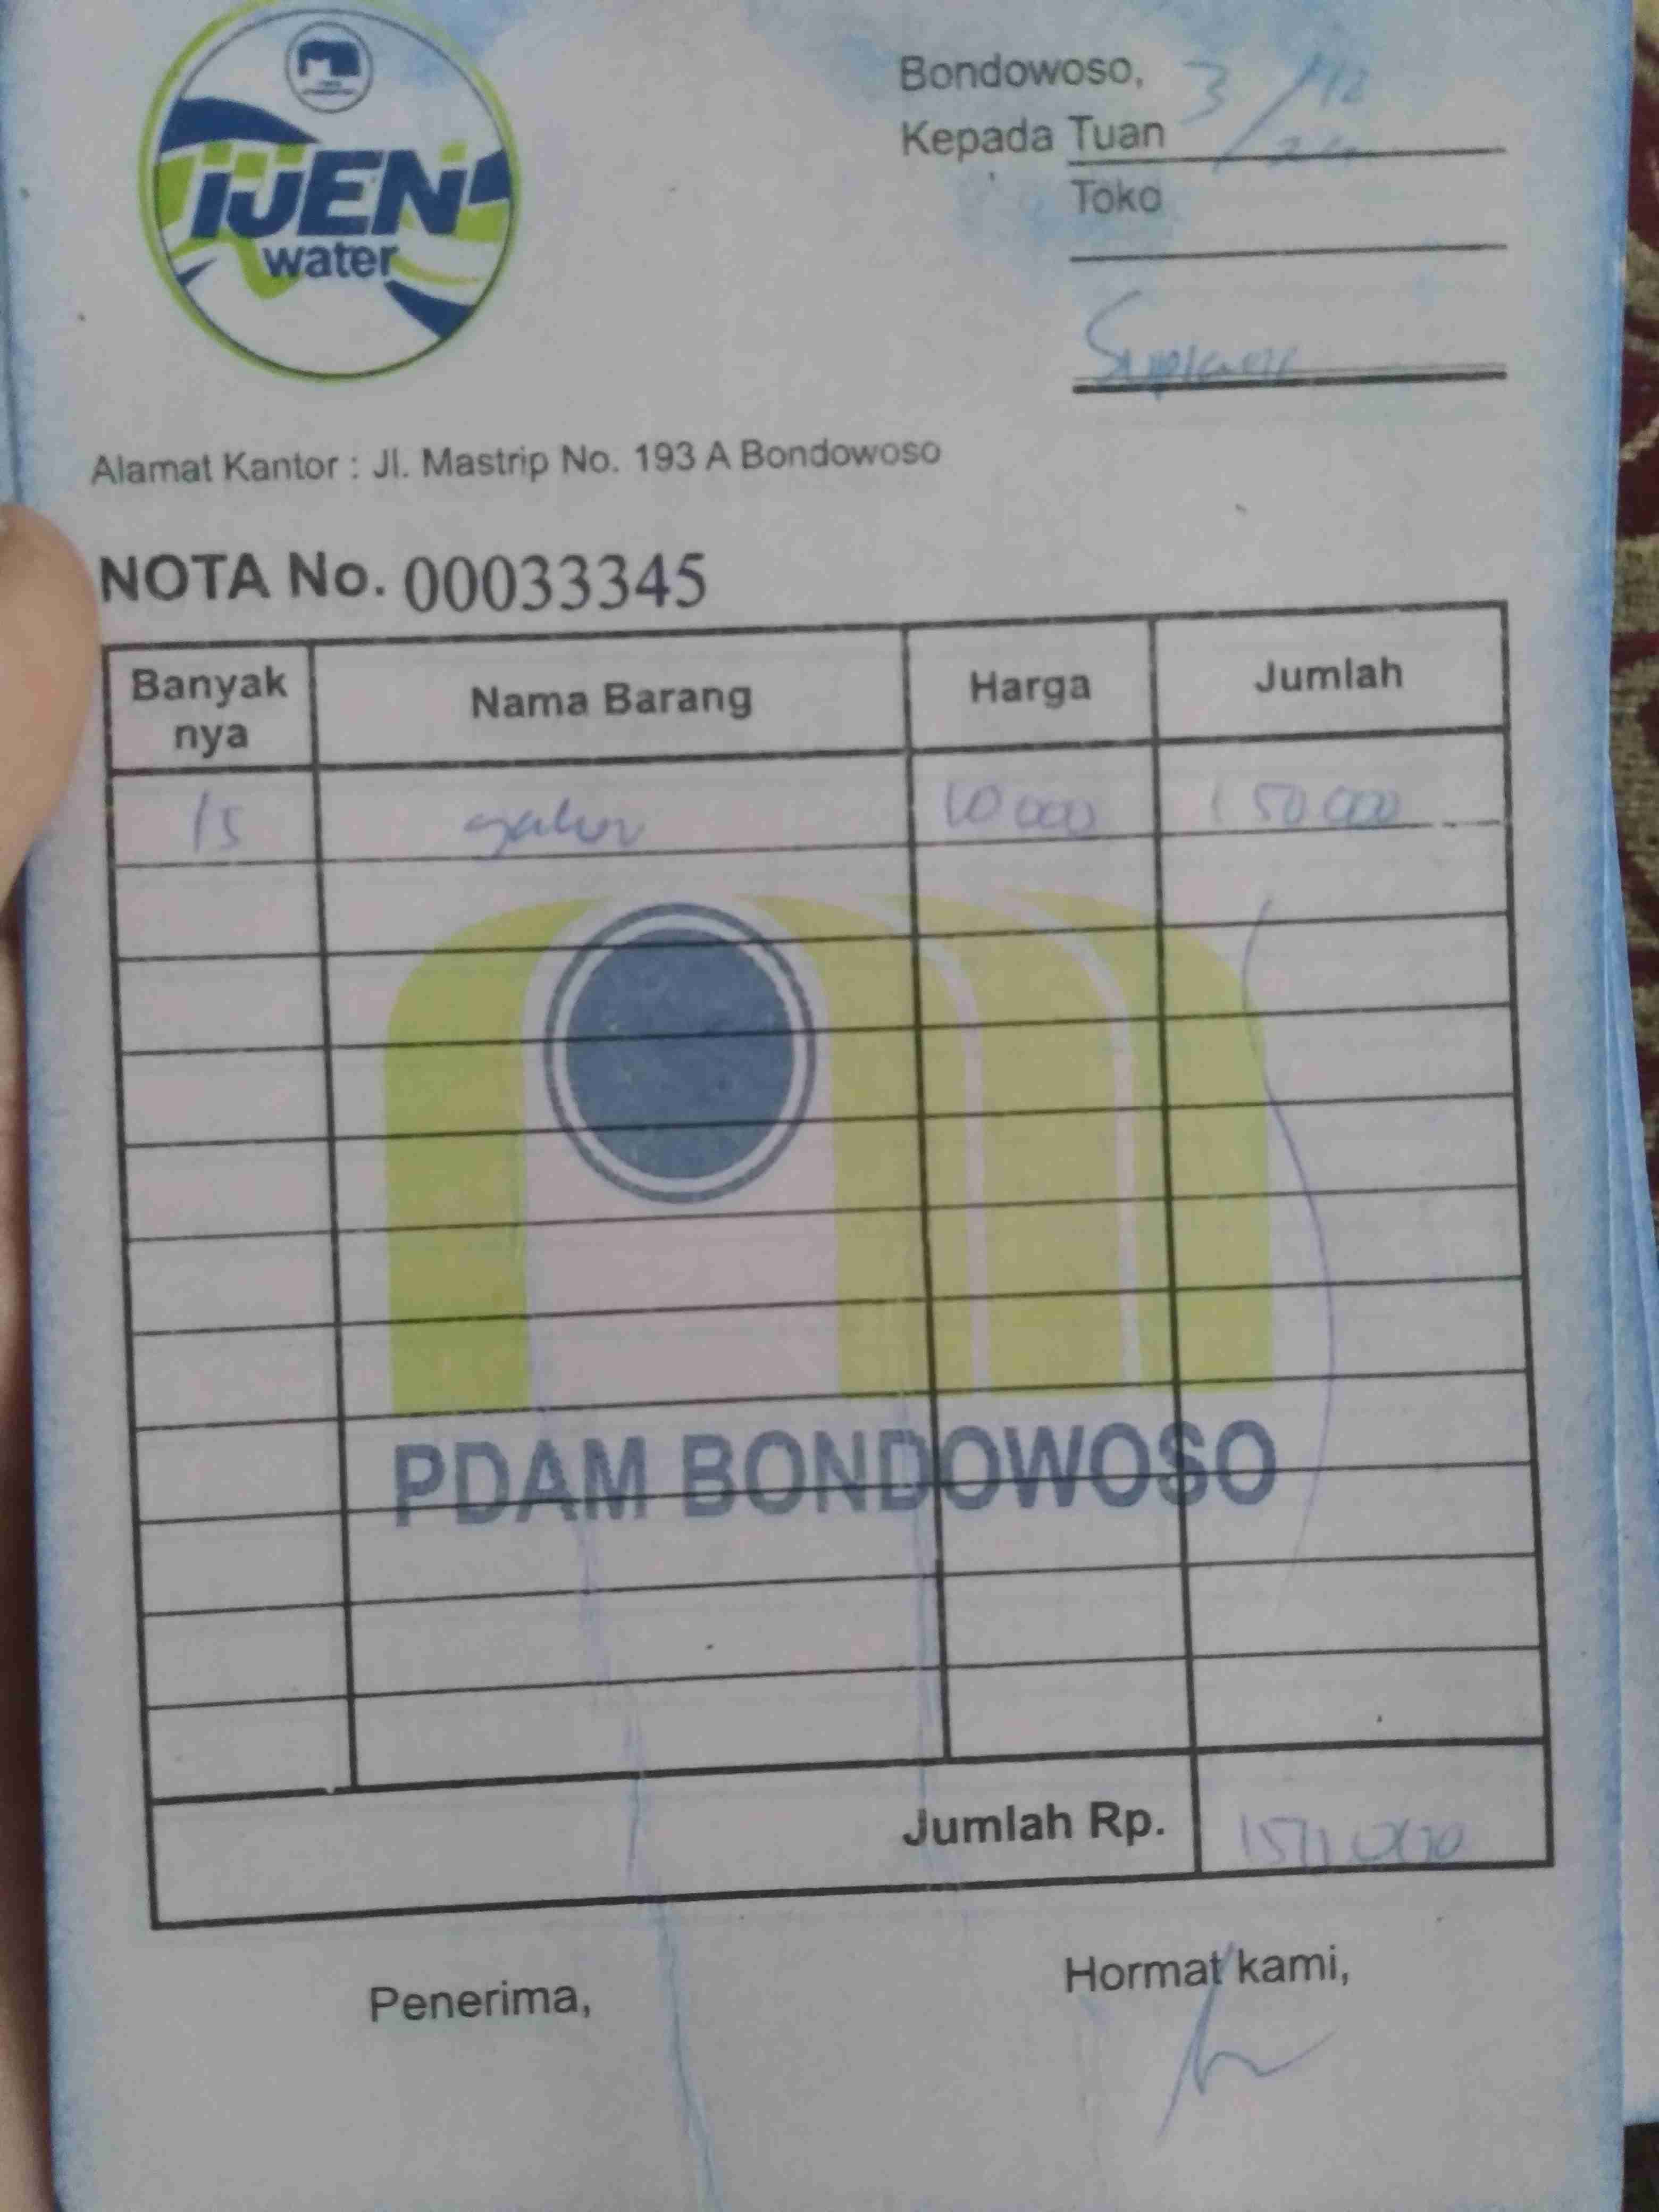 iJEN
water
Bondowoso, 3/12
Kepada Tuan
Toko
Alamat Kantor : Jl. Mastrip No. 193 A Bondowoso
NOTA No. 00033345
Banyak nya Nama Barang Harga Jumlah
15 galon 10 000 150 000
PDAM BONDOWOSO
Jumlah Rp. 150.000
Penerima, Hormat kami,